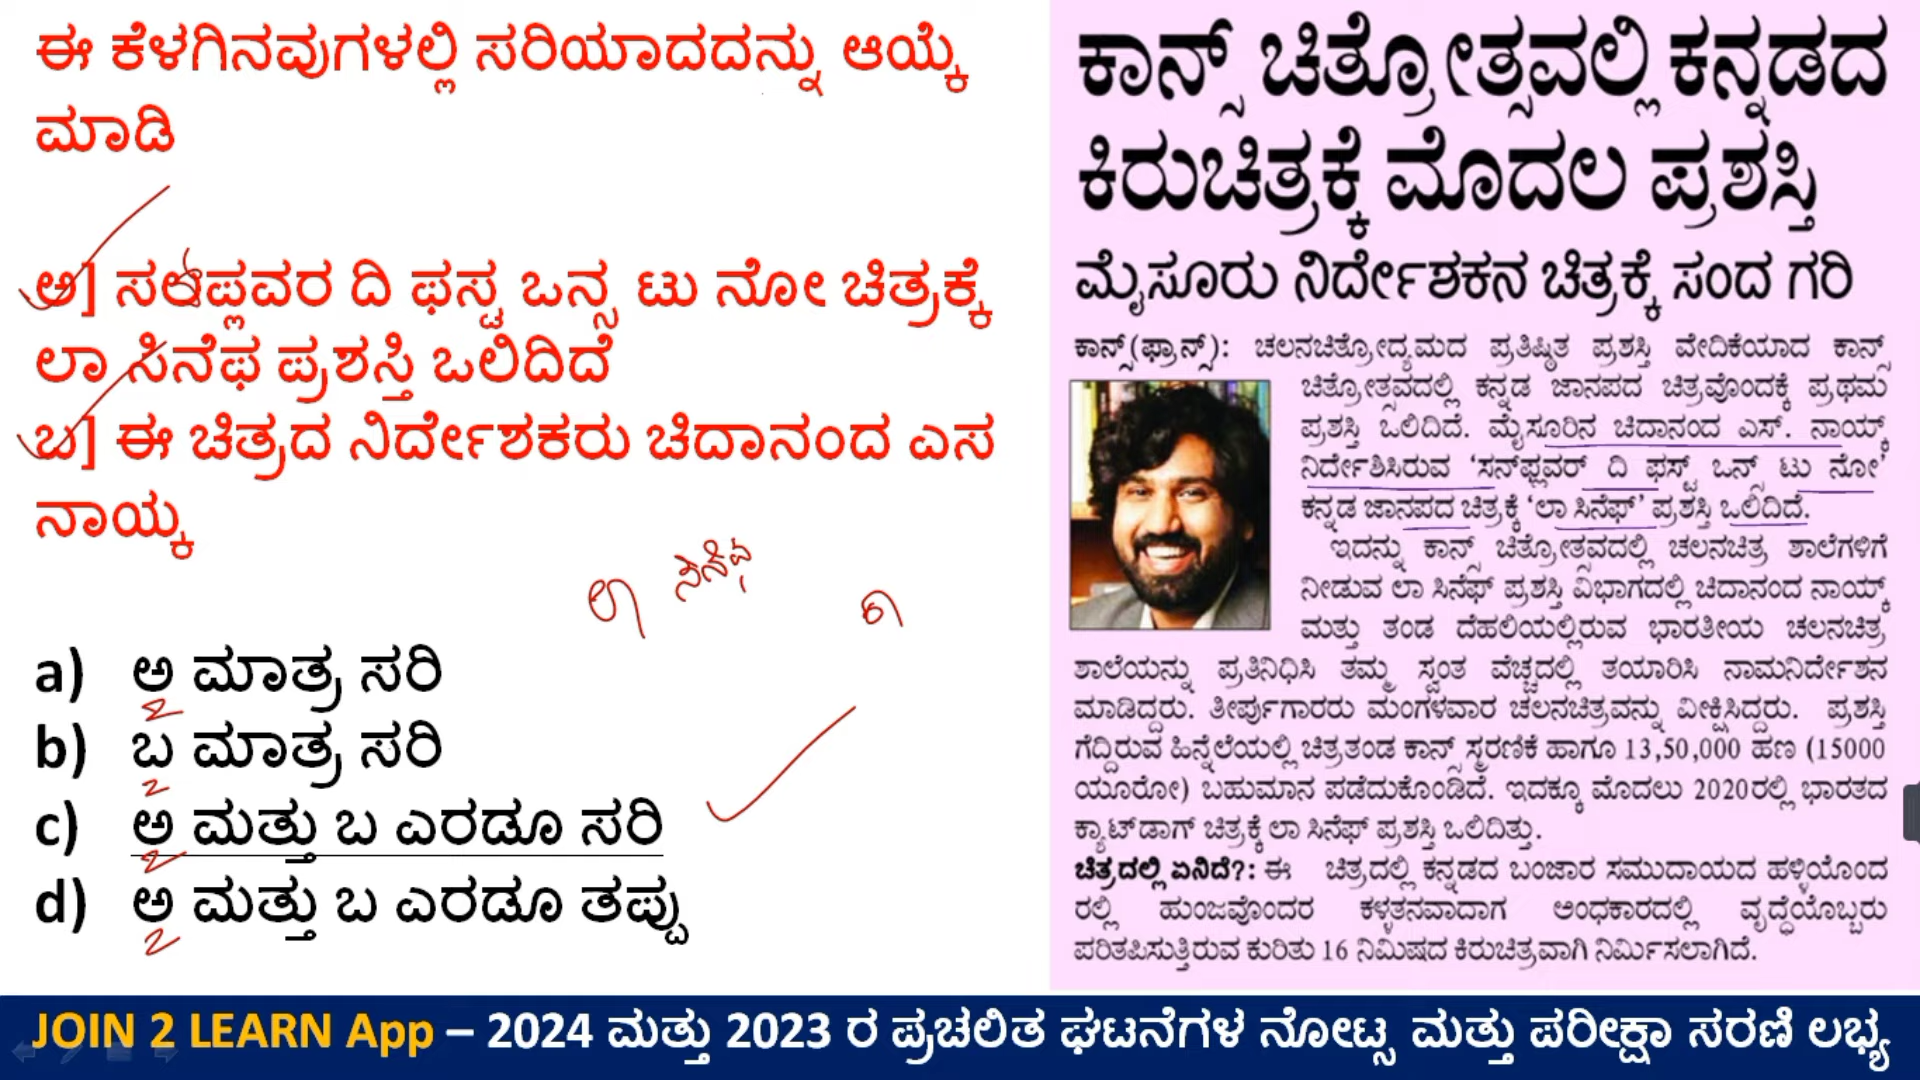 ಈ ಕೆಳಗಿನವುಗಳಲ್ಲಿ ಸರಿಯಾದದನ್ನು ಆಯ್ಕೆ
ಮಾಡಿ
ಅ] ಸನಪ್ಲವರ ದಿ ಫಸ್ಟ ಒನ್ಸ ಟು ನೋ ಚಿತ್ರಕ್ಕೆ
ಲಾ ಸಿನೆಫ ಪ್ರಶಸ್ತಿ ಒಲಿದಿದೆ
ಬ] ಈ ಚಿತ್ರದ ನಿರ್ದೇಶಕರು ಚಿದಾನಂದ ಎಸ
ನಾಯ್ಕ
ಲಾ ಸಿನೆಫ
a) ಅ ಮಾತ್ರ ಸರಿ
b) ಬ ಮಾತ್ರ ಸರಿ
c) ಅ ಮತ್ತು ಬ ಎರಡೂ ಸರಿ
d) ಅ ಮತ್ತು ಬ ಎರಡೂ ತಪ್ಪು
ಕಾನ್ಸ್ ಚಿತ್ರೋತ್ಸವಲ್ಲಿ ಕನ್ನಡದ
ಕಿರುಚಿತ್ರಕ್ಕೆ ಮೊದಲ ಪ್ರಶಸ್ತಿ
ಮೈಸೂರು ನಿರ್ದೇಶಕನ ಚಿತ್ರಕ್ಕೆ ಸಂದ ಗರಿ
ಕಾನ್ಸ್(ಫ್ರಾನ್ಸ್): ಚಲನಚಿತ್ರೋದ್ಯಮದ ಪ್ರತಿಷ್ಠಿತ ಪ್ರಶಸ್ತಿ ವೇದಿಕೆಯಾದ ಕಾನ್ಸ್
ಚಿತ್ರೋತ್ಸವದಲ್ಲಿ ಕನ್ನಡ ಜಾನಪದ ಚಿತ್ರವೊಂದಕ್ಕೆ ಪ್ರಥಮ
ಪ್ರಶಸ್ತಿ ಒಲಿದಿದೆ. ಮೈಸೂರಿನ ಚಿದಾನಂದ ಎಸ್. ನಾಯ್ಕ್
ನಿರ್ದೇಶಿಸಿರುವ ‘ಸನ್‌ಫ್ಲವರ್ ದಿ ಫಸ್ಟ್ ಒನ್ಸ್ ಟು ನೋ’
ಕನ್ನಡ ಜಾನಪದ ಚಿತ್ರಕ್ಕೆ ‘ಲಾ ಸಿನೆಫ್’ ಪ್ರಶಸ್ತಿ ಒಲಿದಿದೆ.
ಇದನ್ನು ಕಾನ್ಸ್ ಚಿತ್ರೋತ್ಸವದಲ್ಲಿ ಚಲನಚಿತ್ರ ಶಾಲೆಗಳಿಗೆ
ನೀಡುವ ಲಾ ಸಿನೆಫ್ ಪ್ರಶಸ್ತಿ ವಿಭಾಗದಲ್ಲಿ ಚಿದಾನಂದ ನಾಯ್ಕ್
ಮತ್ತು ತಂಡ ದೆಹಲಿಯಲ್ಲಿರುವ ಭಾರತೀಯ ಚಲನಚಿತ್ರ
ಶಾಲೆಯನ್ನು ಪ್ರತಿನಿಧಿಸಿ ತಮ್ಮ ಸ್ವಂತ ವೆಚ್ಚದಲ್ಲಿ ತಯಾರಿಸಿ ನಾಮನಿರ್ದೇಶನ
ಮಾಡಿದ್ದರು. ತೀರ್ಪುಗಾರರು ಮಂಗಳವಾರ ಚಲನಚಿತ್ರವನ್ನು ವೀಕ್ಷಿಸಿದ್ದರು. ಪ್ರಶಸ್ತಿ
ಗೆದ್ದಿರುವ ಹಿನ್ನೆಲೆಯಲ್ಲಿ ಚಿತ್ರತಂಡ ಕಾನ್ಸ್ ಸ್ಮರಣಿಕೆ ಹಾಗೂ 13,50,000 ಹಣ (15000
ಯೂರೋ) ಬಹುಮಾನ ಪಡೆದುಕೊಂಡಿದೆ. ಇದಕ್ಕೂ ಮೊದಲು 2020ರಲ್ಲಿ ಭಾರತದ
ಕ್ಯಾಟ್‌ಡಾಗ್ ಚಿತ್ರಕ್ಕೆ ಲಾ ಸಿನೆಫ್ ಪ್ರಶಸ್ತಿ ಒಲಿದಿತ್ತು.
ಚಿತ್ರದಲ್ಲಿ ಏನಿದೆ?: ಈ ಚಿತ್ರದಲ್ಲಿ ಕನ್ನಡದ ಬಂಜಾರ ಸಮುದಾಯದ ಹಳ್ಳಿಯೊಂದ
ರಲ್ಲಿ ಹುಂಜವೊಂದರ ಕಳ್ಳತನವಾದಾಗ ಅಂಧಕಾರದಲ್ಲಿ ವೃದ್ಧೆಯೊಬ್ಬರು
ಪರಿತಪಿಸುತ್ತಿರುವ ಕುರಿತು 16 ನಿಮಿಷದ ಕಿರುಚಿತ್ರವಾಗಿ ನಿರ್ಮಿಸಲಾಗಿದೆ.
JOIN 2 LEARN App – 2024 ಮತ್ತು 2023 ರ ಪ್ರಚಲಿತ ಘಟನೆಗಳ ನೋಟ್ಸ ಮತ್ತು ಪರೀಕ್ಷಾ ಸರಣಿ ಲಭ್ಯ